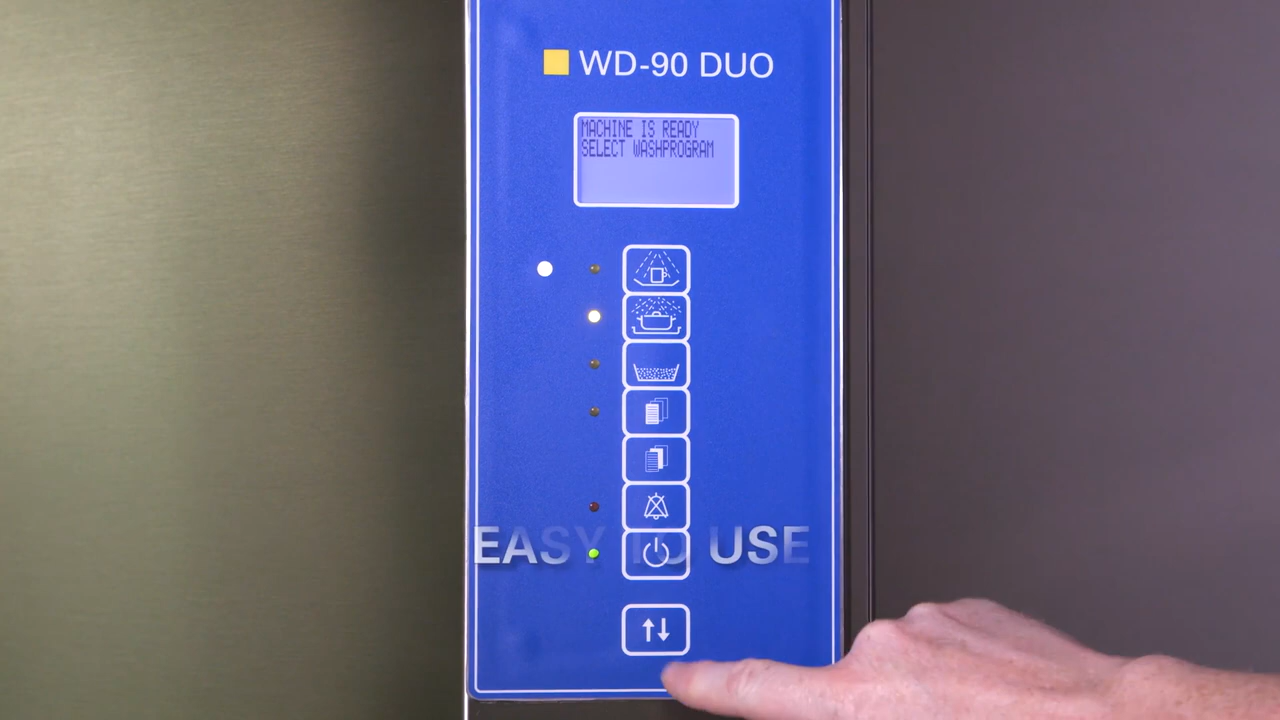 WD-90 DUO
MACHINE IS READY
SELECT WASHPROGRAM
EASY TO USE